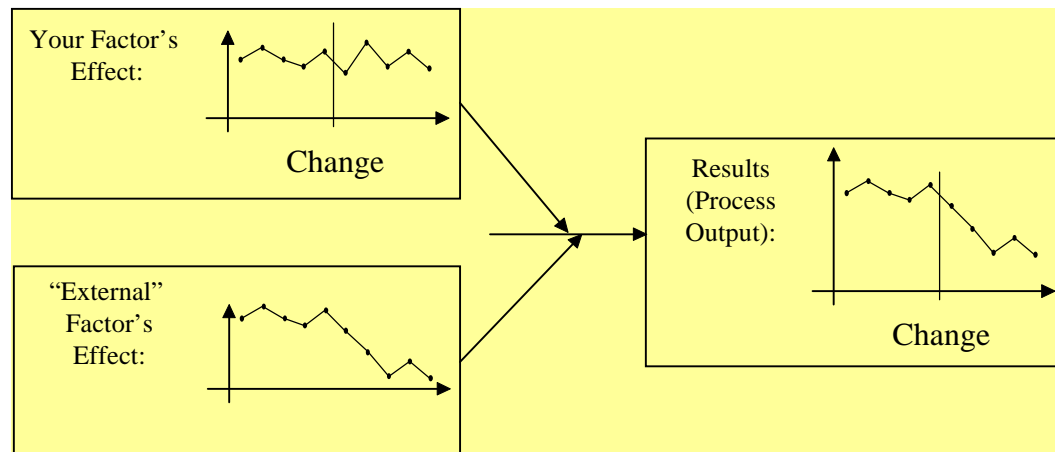 Your Factor's
Effect:
Change
“External”
Factor's
Effect:
Results
(Process
Output):
Change